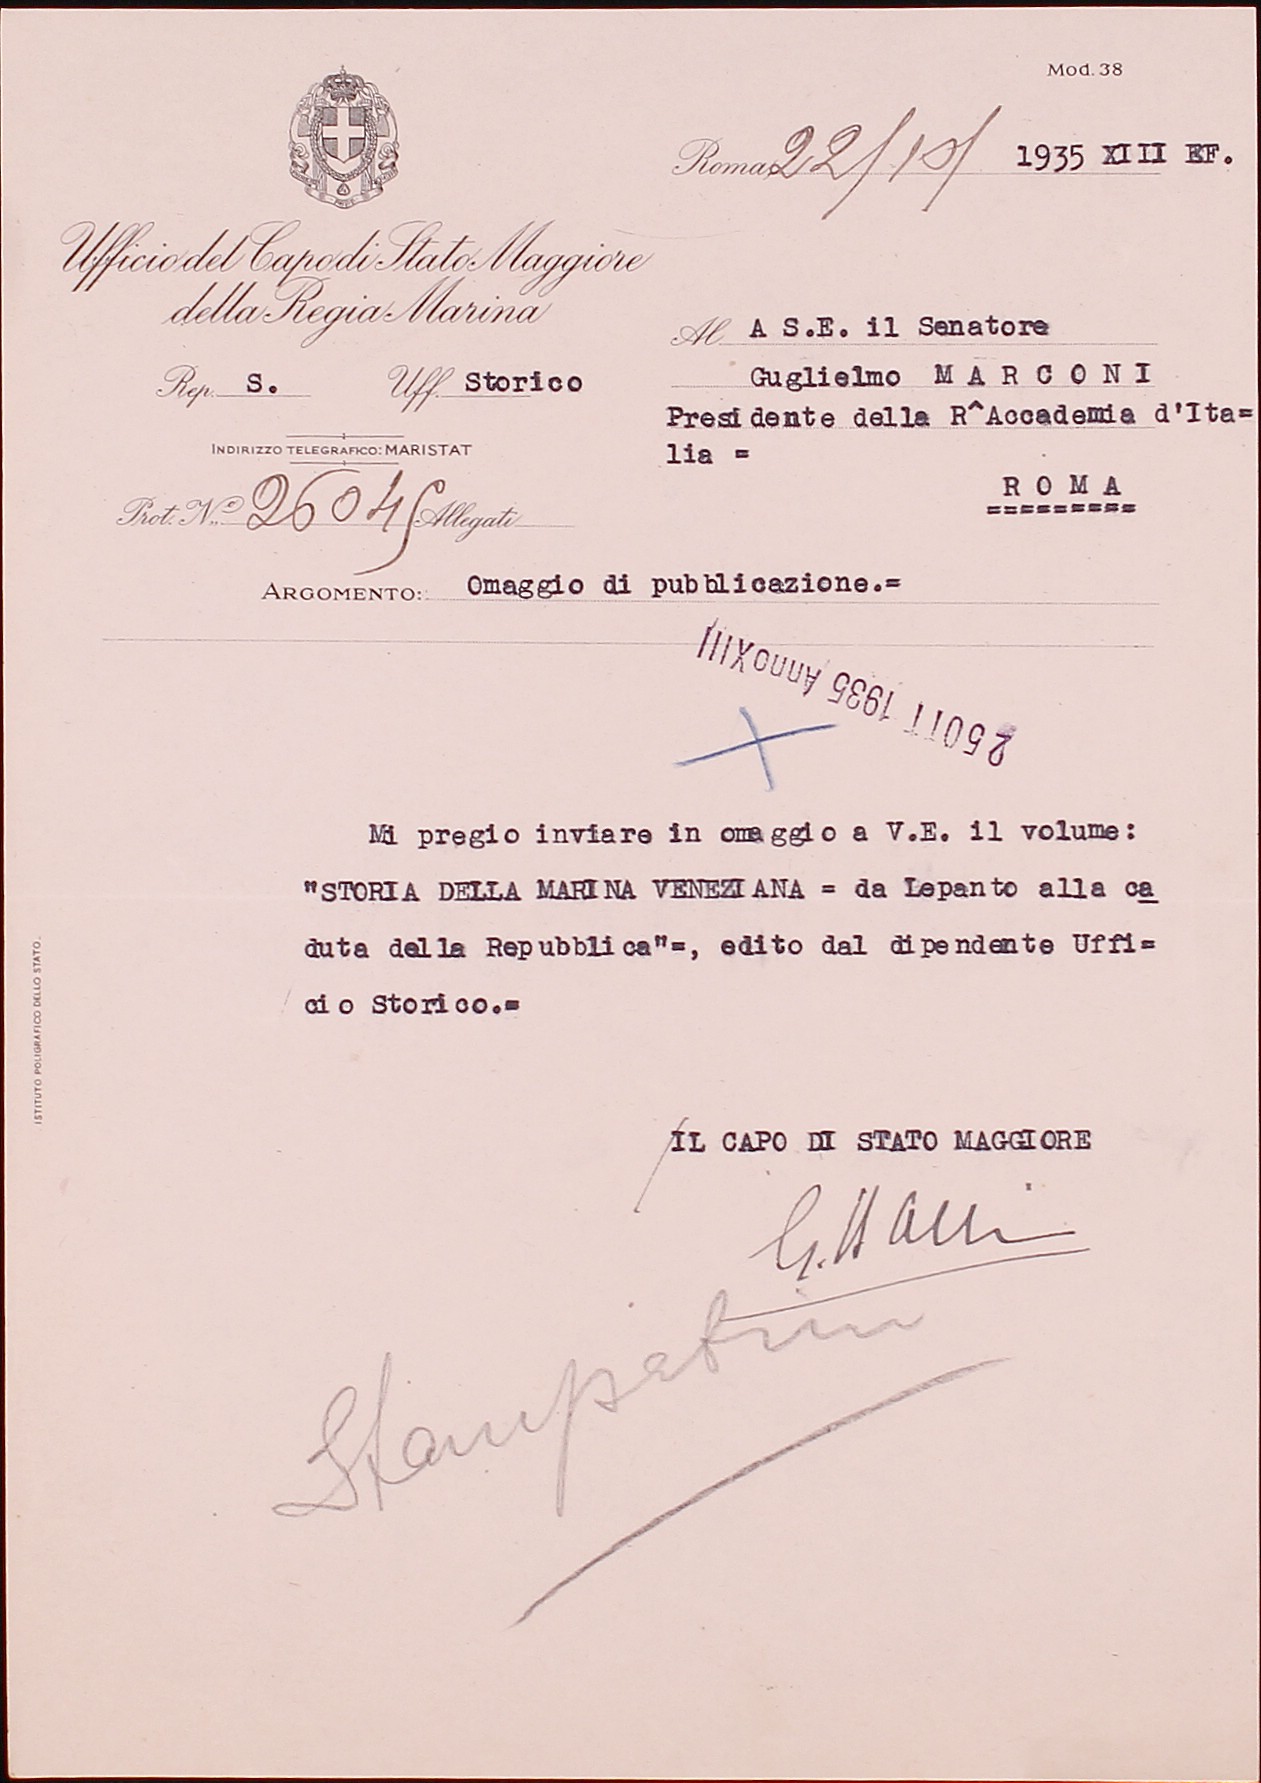 Mod. 38
Roma, 22/10/ 1935 XIII EF.
Ufficio del Capo di Stato Maggiore
della Regia Marina
Rep. S. Uff. Storico
INDIRIZZO TELEGRAFICO: MARISTAT
Prot. N.º 26045 Allegati
Al A S.E. il Senatore
Guglielmo MARCONI
Presidente della R^Accademia d'Ita=
lia =
ROMA
=========
ARGOMENTO: Omaggio di pubblicazione.=
25 OTT 1935 Anno XIII
Mi pregio inviare in omaggio a V.E. il volume:
"STORIA DELLA MARINA VENEZIANA = da Lepanto alla ca
duta della Repubblica"=, edito dal dipendente Uffi=
cio Storico.=
IL CAPO DI STATO MAGGIORE
Stampatini
ISTITUTO POLIGRAFICO DELLO STATO.